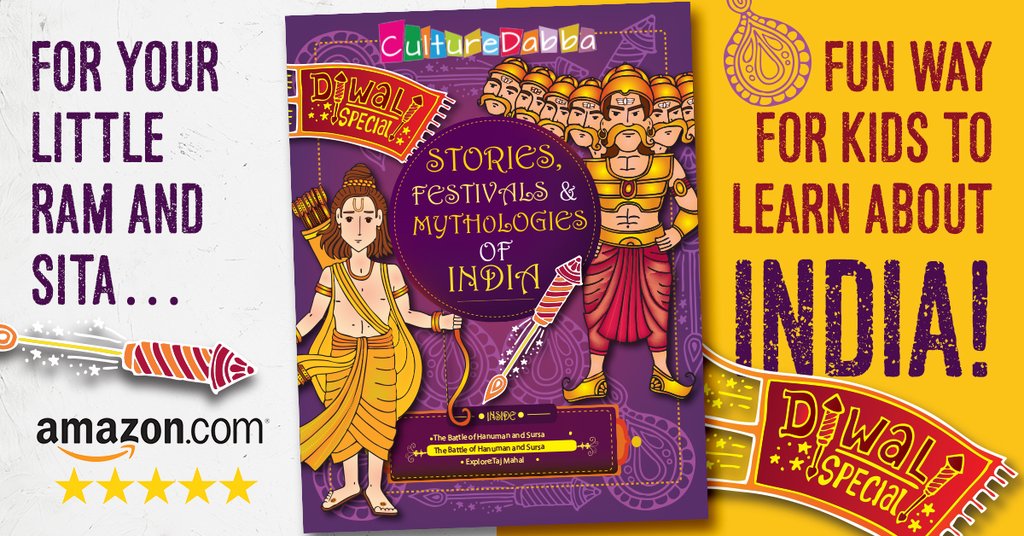 FOR YOUR
LITTLE
RAM AND
SITA...
amazon.com
CultureDabba
DIWALI
SPECIAL
STORIES,
FESTIVALS &
MYTHOLOGIES
OF
INDIA
• INSIDE •
• The Battle of Hanuman and Sursa
The Battle of Hanuman and Sursa
• Explore:Taj Mahal
FUN WAY
FOR KIDS TO
LEARN ABOUT
INDIA!
DIWALI
SPECIAL